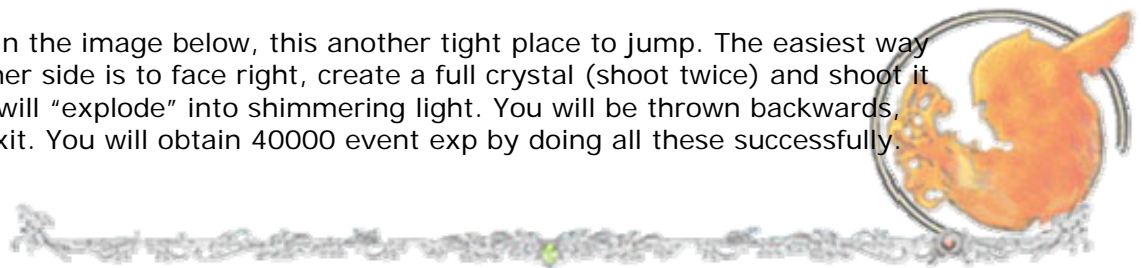 n the image below, this another tight place to jump. The easiest way
her side is to face right, create a full crystal (shoot twice) and shoot it
will “explode” into shimmering light. You will be thrown backwards,
xit. You will obtain 40000 event exp by doing all these successfully.